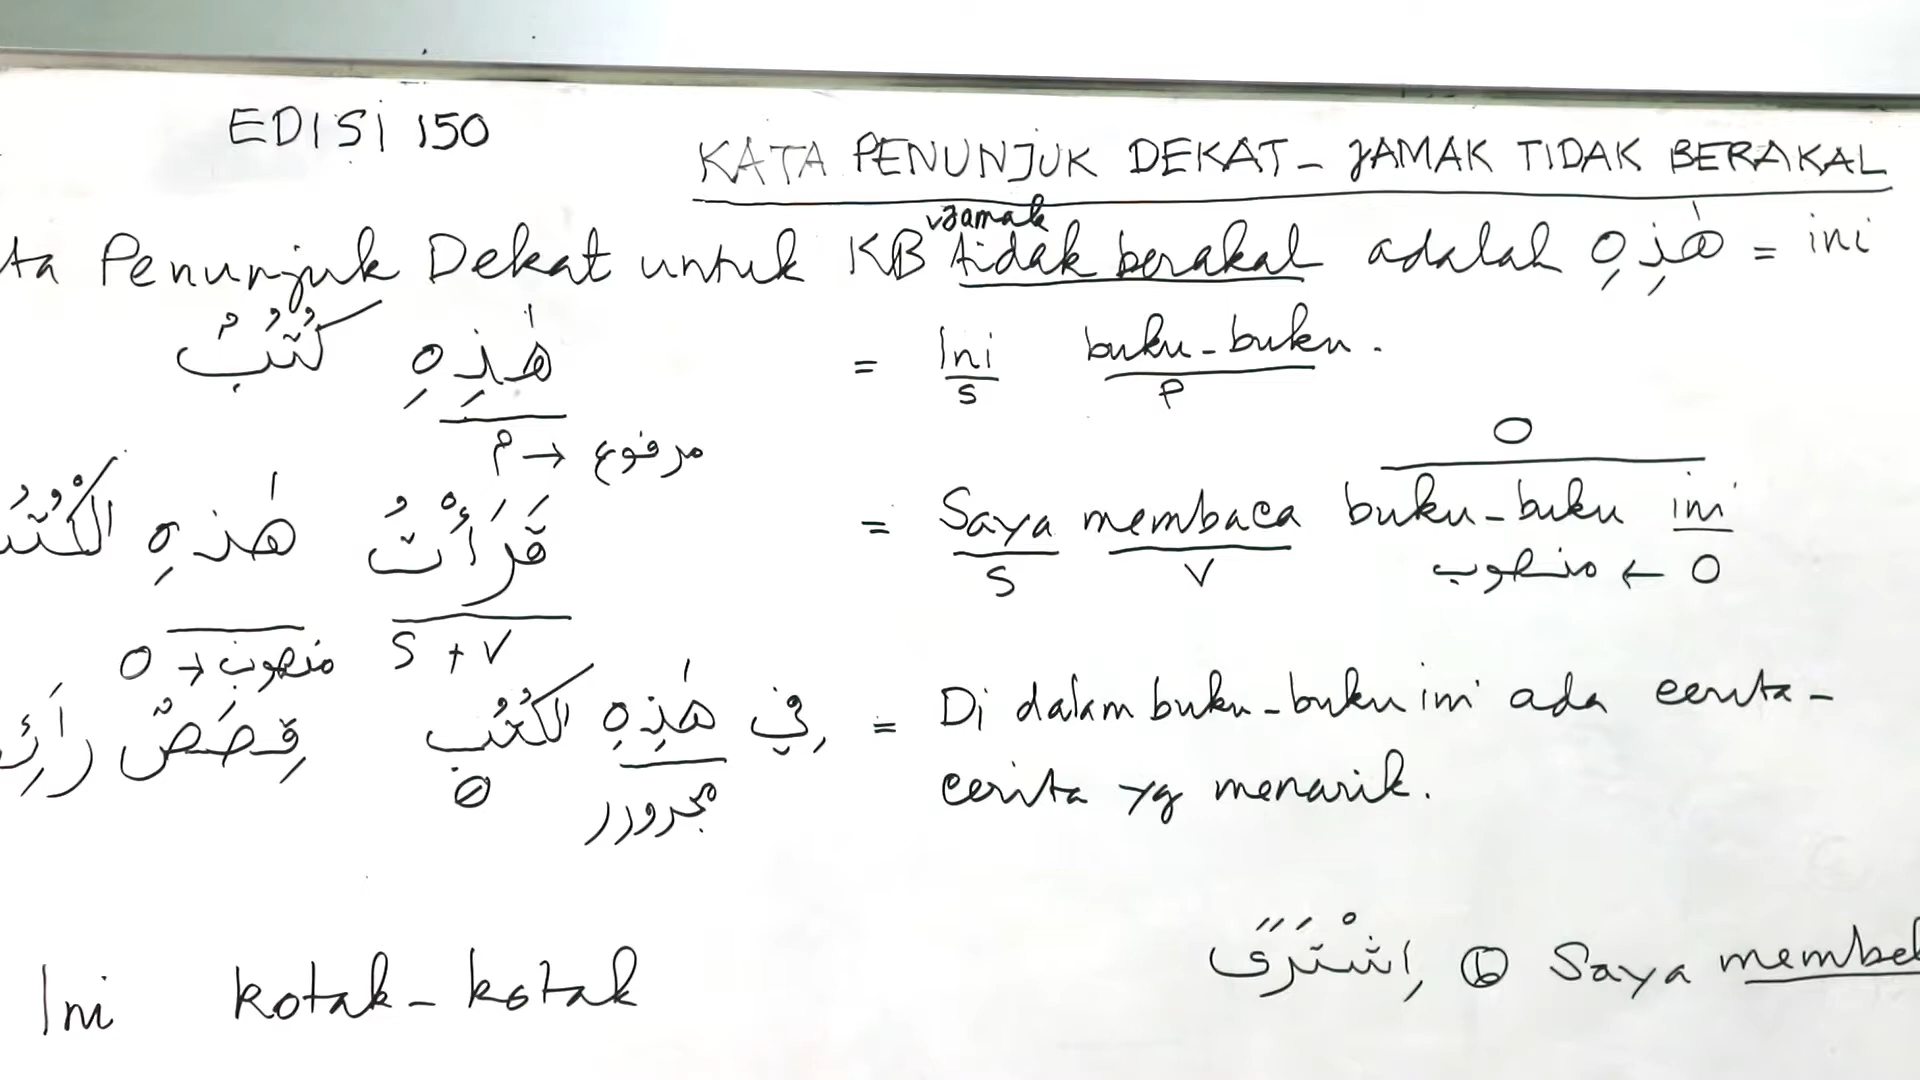 EDISI 150
KATA PENUNJUK DEKAT - JAMAK TIDAK BERAKAL
ta Penunjuk Dekat untuk KB jamak tidak berakal adalah هٰذِهِ = ini
هٰذِهِ كُتُبٌ = Ini buku-buku.
S P
م → مرفوع
O
قَرَأْتُ هٰذِهِ الْكُتُ = Saya membaca buku-buku ini
S V O → منصوب
S + V
O → منصوب
فِي هٰذِهِ الْكُتُب قِصَصٌ رَائِ = Di dalam buku-buku ini ada cerita-
cerita yg menarik.
مجرور
Ini kotak-kotak
اِشْتَرَى ⑥ Saya membel